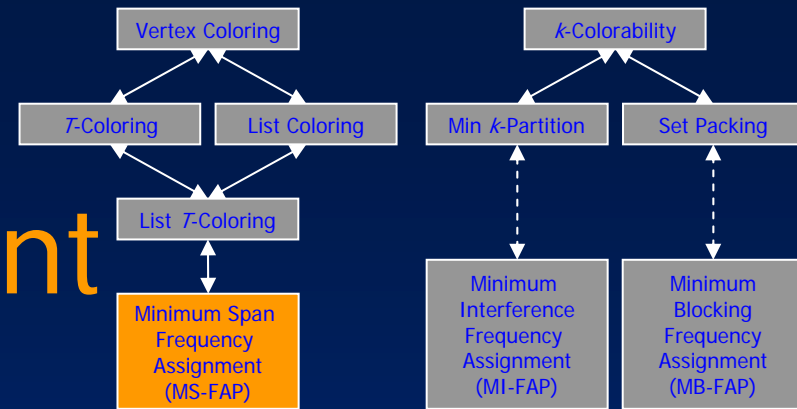 Vertex Coloring
k-Colorability
T-Coloring
List Coloring
Min k-Partition
Set Packing
List T-Coloring
nt
Minimum Span
Frequency
Assignment
(MS-FAP)
Minimum
Interference
Frequency
Assignment
(MI-FAP)
Minimum
Blocking
Frequency
Assignment
(MB-FAP)